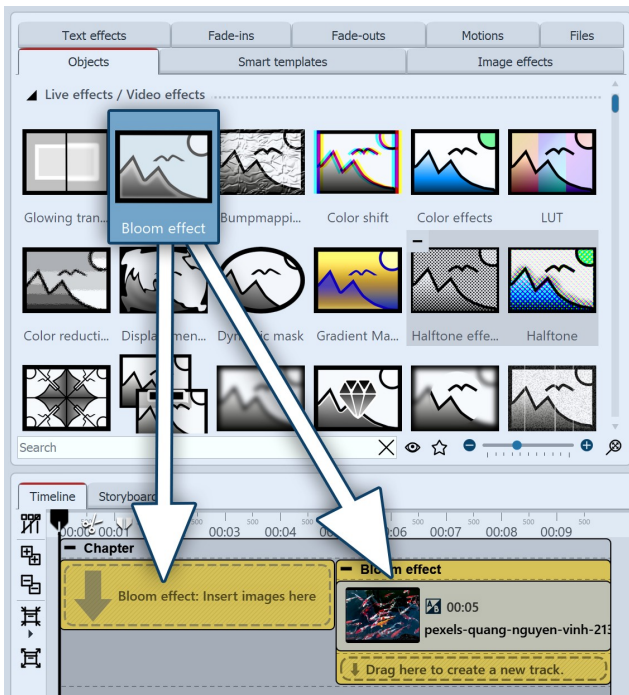 Text effects Fade-ins Fade-outs Motions Files
Objects Smart templates Image effects
Live effects / Video effects
Glowing tran... Bloom effect Bumpmappi... Color shift Color effects LUT
Color reducti... Dynamic mask Gradient Ma... Halftone effe... Halftone
Search
Timeline Storyboard
500 500 500 500 500 500 500
00:00 00:01 00:03 00:04 00:06 00:07 00:08 00:09
Chapter
Bloom effect
Bloom effect: Insert images here
AB 00:05
pexels-quang-nguyen-vinh-213
Drag here to create a new track.